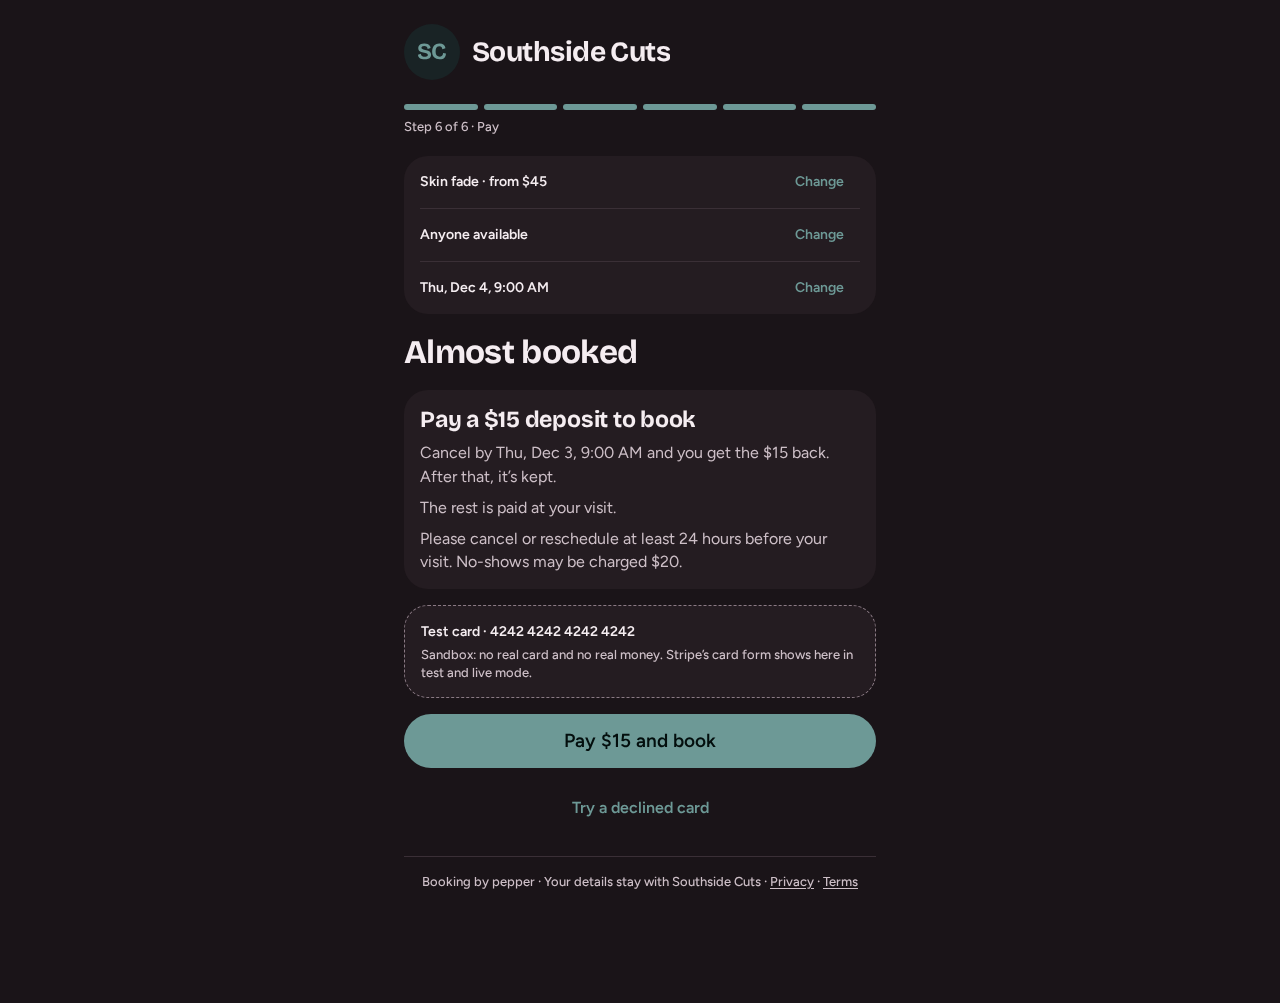 SC
Southside Cuts
Step 6 of 6 · Pay
Skin fade · from $45
Change
Anyone available
Change
Thu, Dec 4, 9:00 AM
Change
Almost booked
Pay a $15 deposit to book
Cancel by Thu, Dec 3, 9:00 AM and you get the $15 back.
After that, it’s kept.
The rest is paid at your visit.
Please cancel or reschedule at least 24 hours before your
visit. No-shows may be charged $20.
Test card · 4242 4242 4242 4242
Sandbox: no real card and no real money. Stripe’s card form shows here in
test and live mode.
Pay $15 and book
Try a declined card
Booking by pepper · Your details stay with Southside Cuts · Privacy · Terms